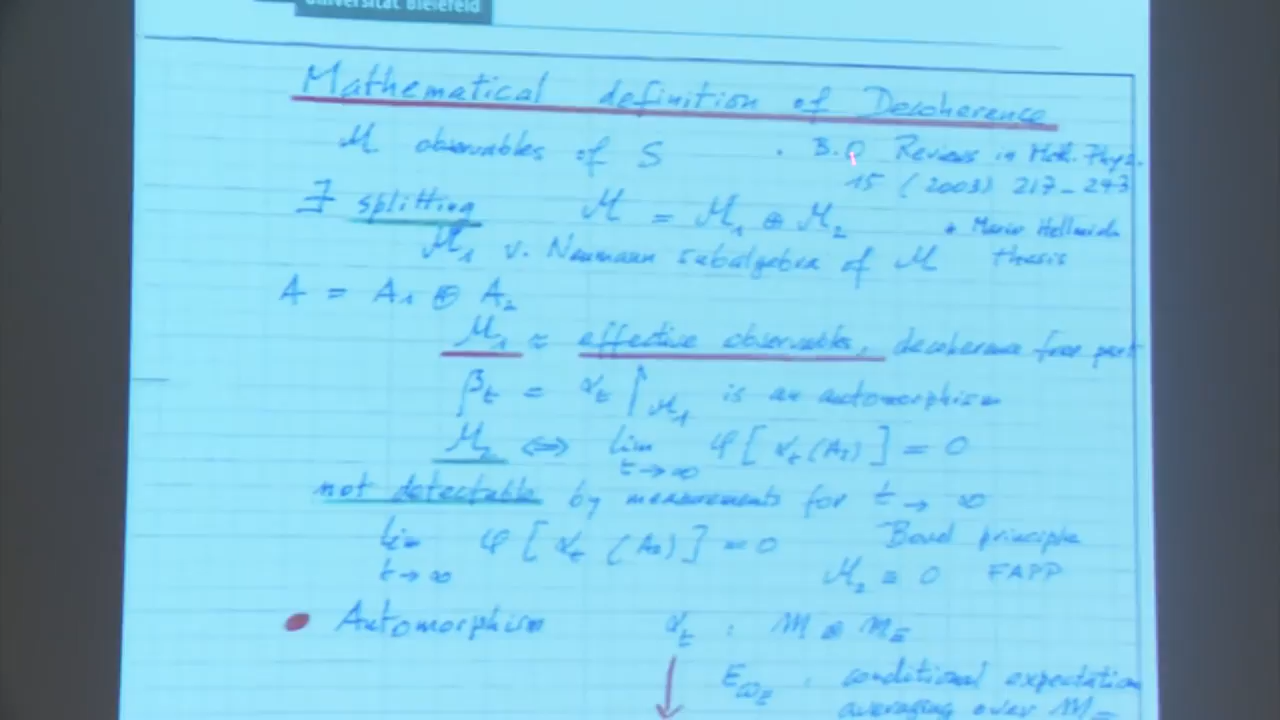 Universität Bielefeld
Mathematical definition of Decoherence
M observables of S · B.O Reviews in Math. Phys.
15 (2003) 217-243
∃ splitting M = M₁ ⊕ M₂ • Mario Hellmich
M₁ v. Neumann subalgebra of M thesis
A = A₁ ⊕ A₂
M₁ ≈ effective observables, decoherence free part
βt = αt ↾ M₁ is an automorphism
M₂ ⟺ lim t→∞ φ[αt(A₂)] = 0
not detectable by measurements for t → ∞
lim t→∞ φ[αt(A₂)] = 0 principle
M₂ = 0 FAPP
• Automorphism αt : M ⊗ M_E
E_ωE : conditional expectation
averaging over M_E